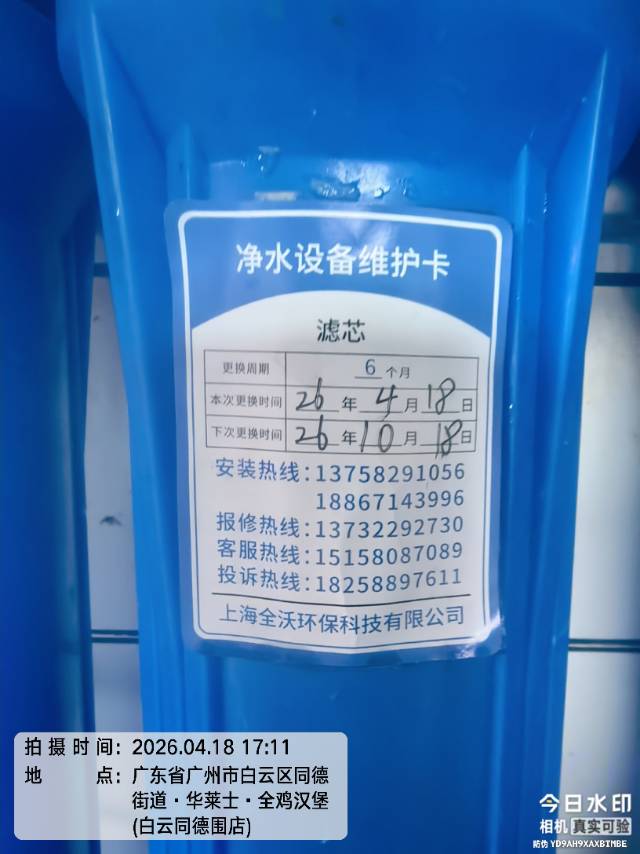 净水设备维护卡
滤芯
更换周期 6 个月
本次更换时间 26 年 4 月 18 日
下次更换时间 26 年 10 月 18 日
安装热线:13758291056
18867143996
报修热线:13732292730
客服热线:15158087089
投诉热线:18258897611
上海全沃环保科技有限公司
拍摄时间: 2026.04.18 17:11
地点: 广东省广州市白云区同德
街道·华莱士·全鸡汉堡
(白云同德围店)
今日水印
相机 真实可验
防伪 YD9AH9XAXBTMBE